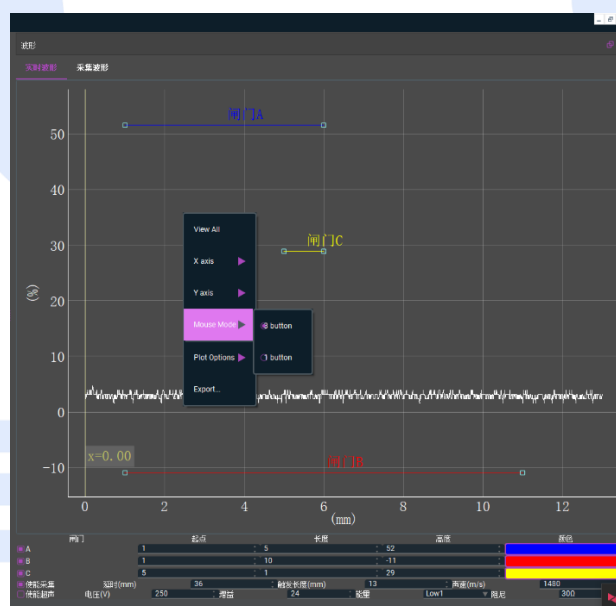 波形
实时波形 采集波形
闸门A
50
40
View All
闸门C
30
X axis
Y axis
(%)
20
Mouse Mode 3 button
10
Plot Options 1 button
Export...
0
x=0.00
闸门B
-10
0 2 4 6 8 10 12
(mm)
闸门 起点 长度 高度 颜色
A 1 5 52
B 1 10 -11
C 5 1 29
使能采集 延时(mm) 36 触发长度(mm) 13 声速(m/s) 1480
使能超声 电压(V) 250 增益 24 能量 Low1 阻尼 300